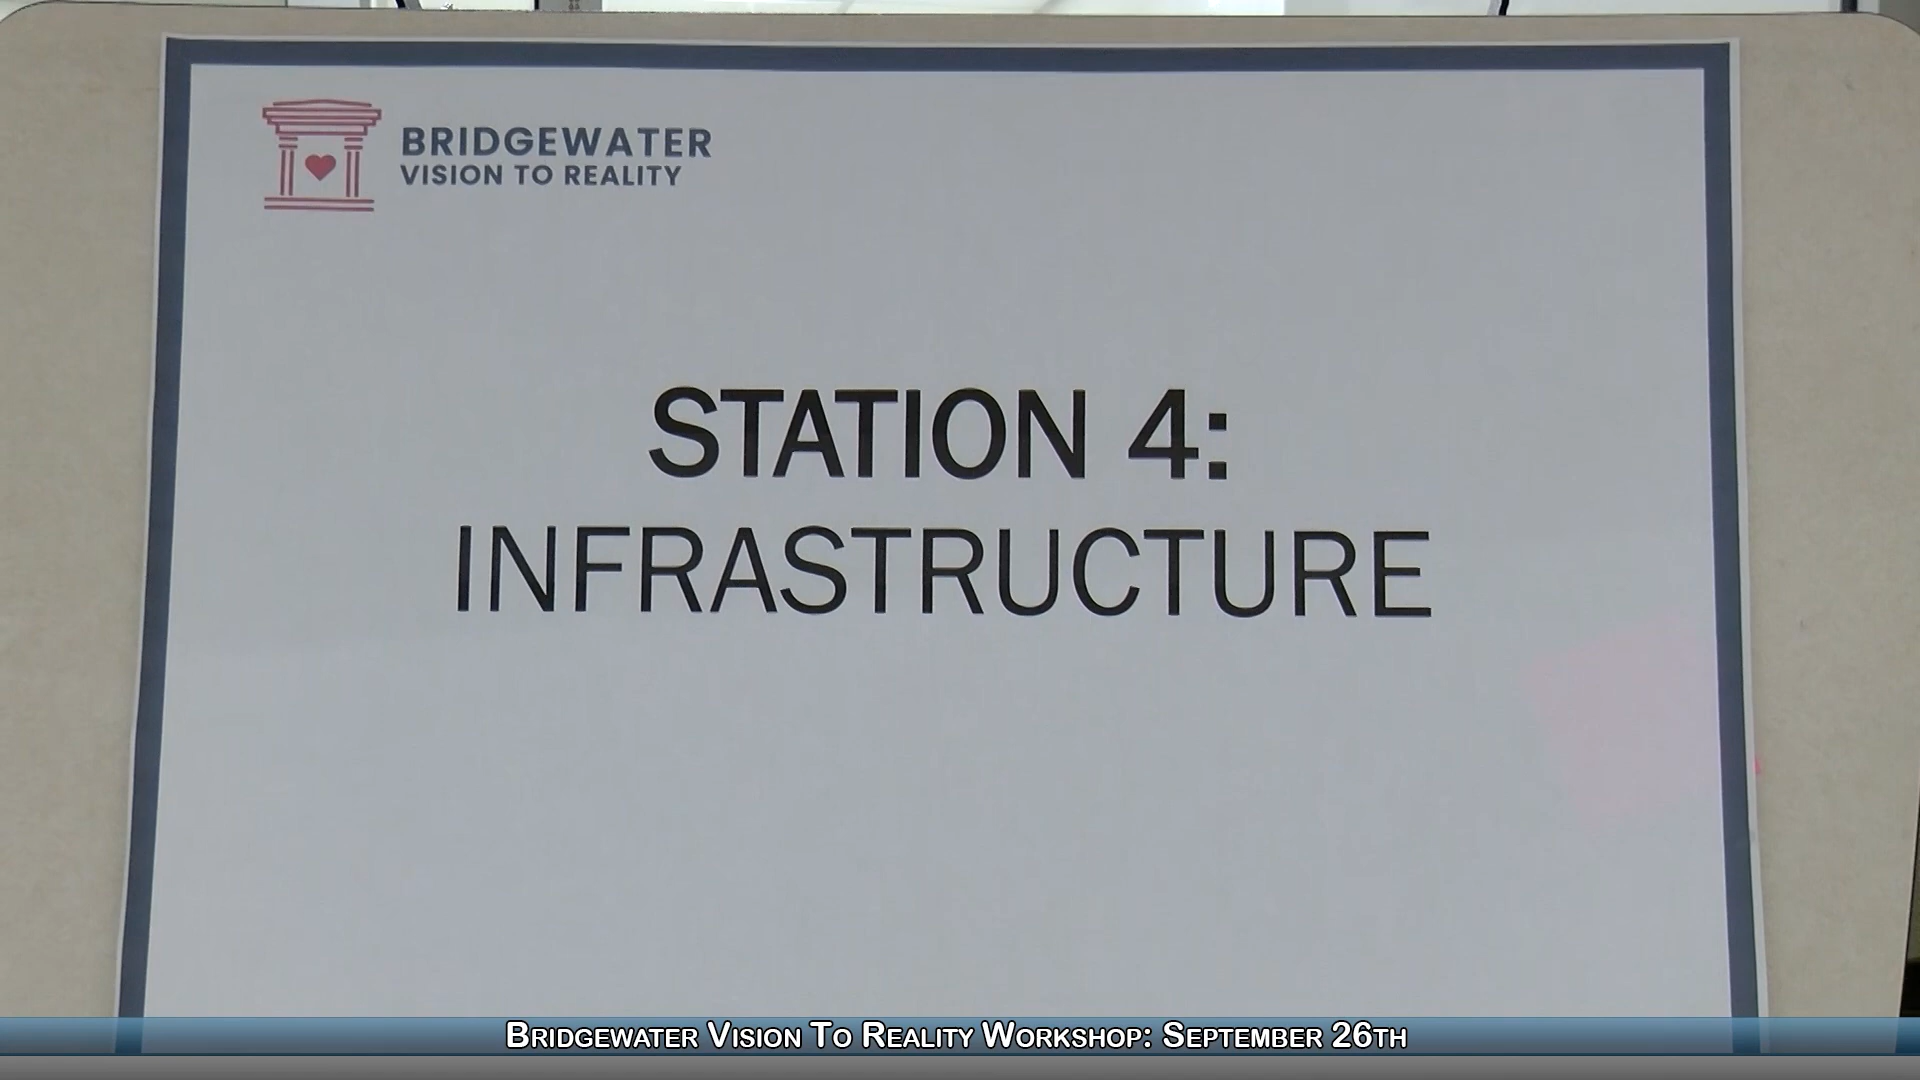 BRIDGEWATER
VISION TO REALITY
STATION 4:
INFRASTRUCTURE
Bridgewater Vision To Reality Workshop: September 26th